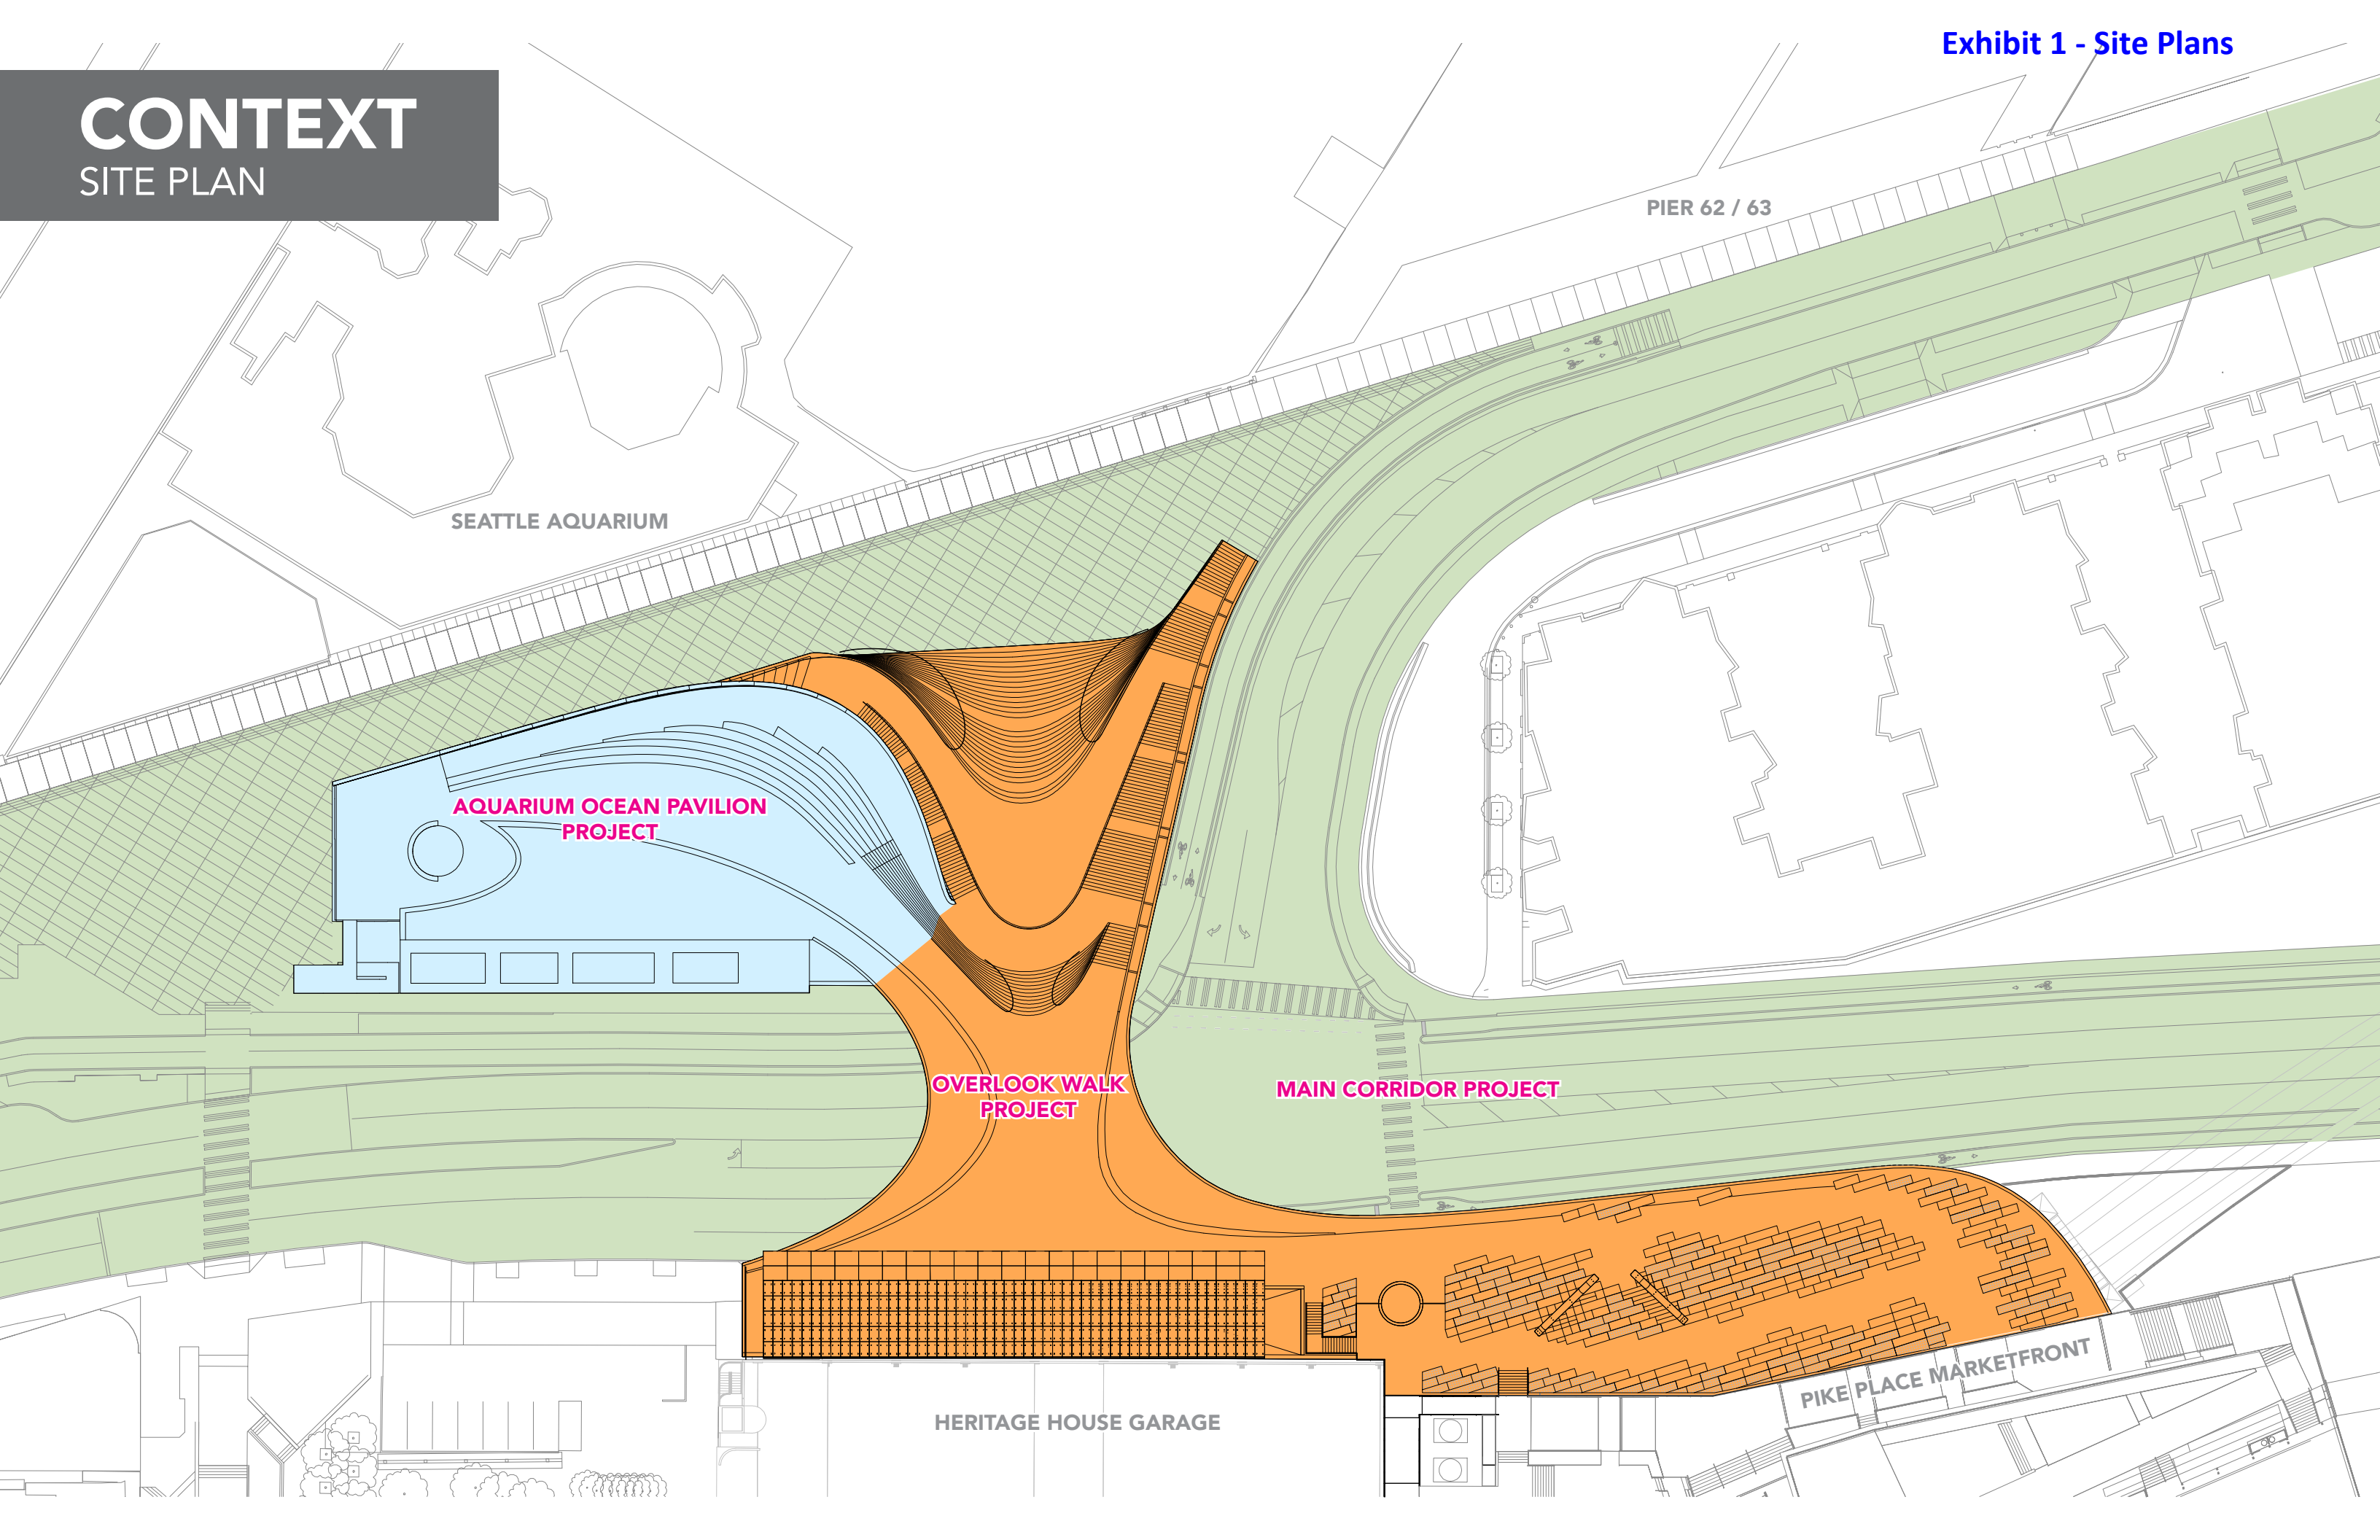 Exhibit 1 - Site Plans
CONTEXT
SITE PLAN
PIER 62 / 63
SEATTLE AQUARIUM
AQUARIUM OCEAN PAVILION
PROJECT
OVERLOOK WALK
PROJECT
MAIN CORRIDOR PROJECT
PIKE PLACE MARKETFRONT
HERITAGE HOUSE GARAGE